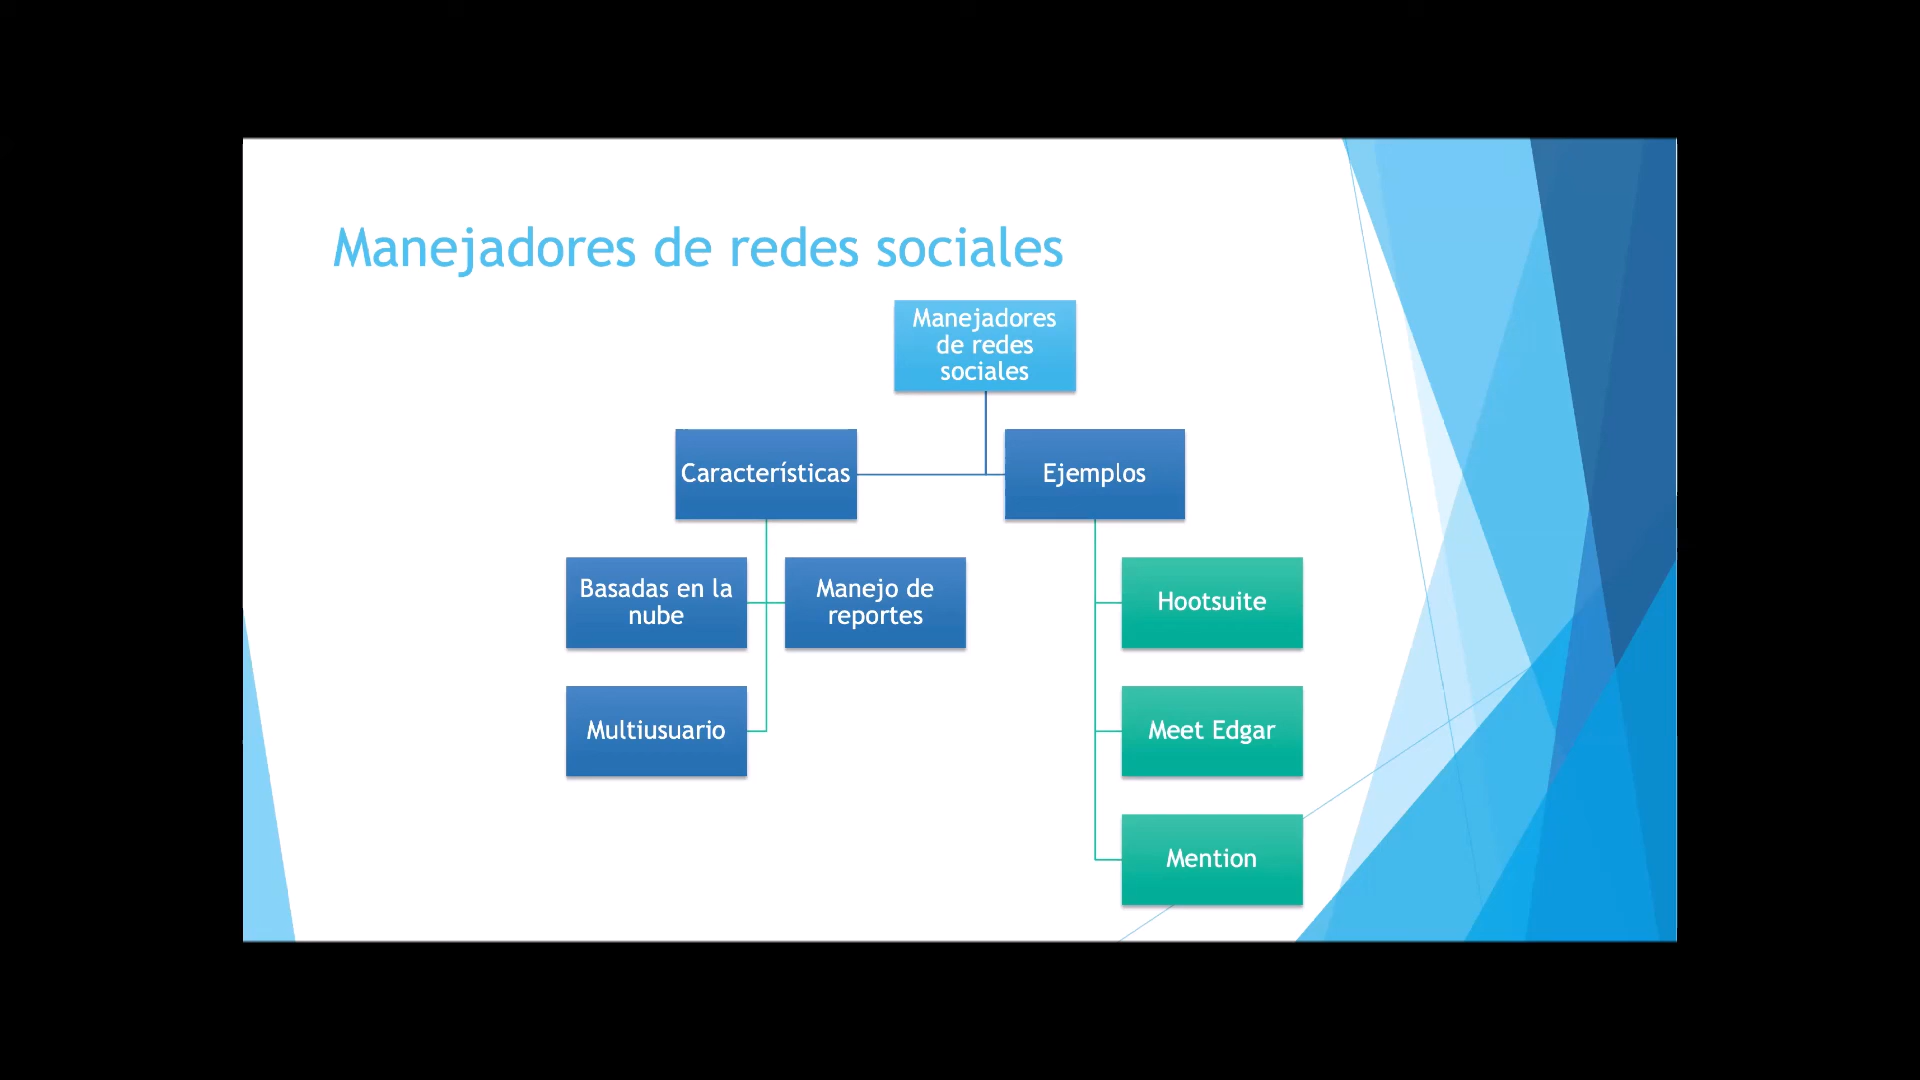 Manejadores de redes sociales
Manejadores
de redes
sociales
Características
Ejemplos
Basadas en la
nube
Manejo de
reportes
Hootsuite
Multiusuario
Meet Edgar
Mention